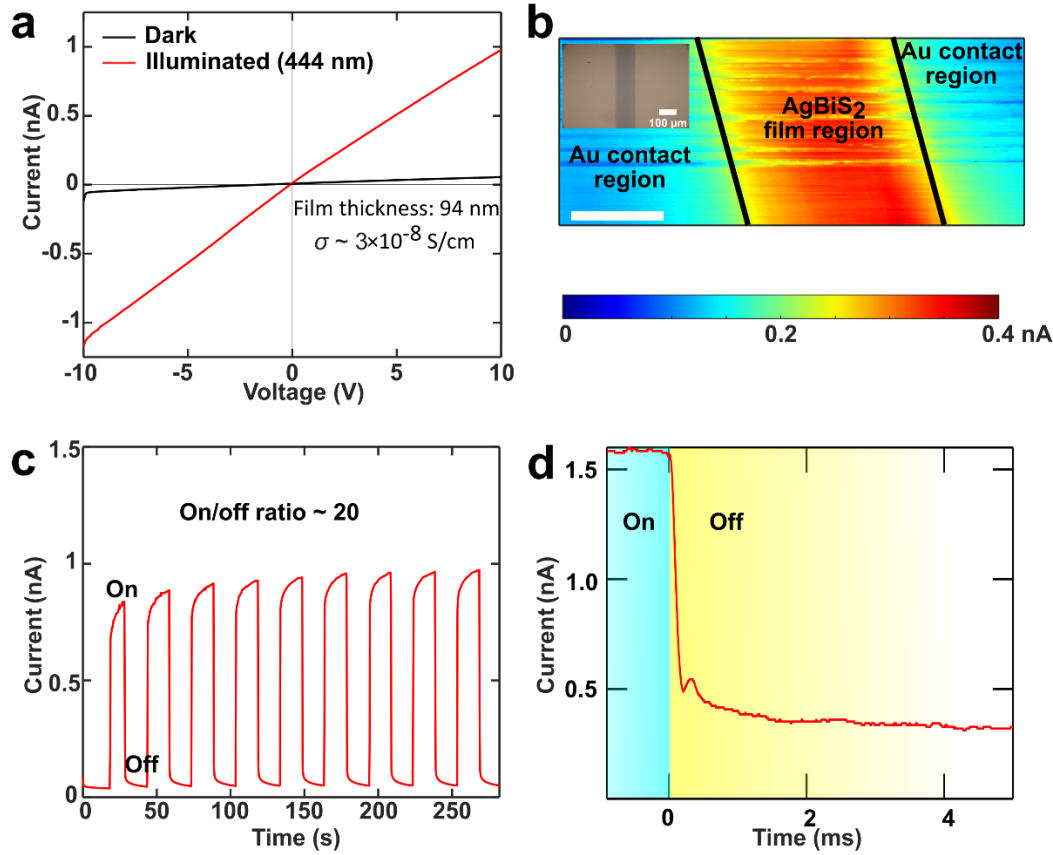 a
Dark
Illuminated (444 nm)
1
0.5
0
-0.5
-1
Current (nA)
Film thickness: 94 nm
σ ~ 3×10⁻⁸ S/cm
-10
-5
0
5
10
Voltage (V)
b
Au contact
region
AgBiS₂
film region
Au contact
region
100 µm
0
0.2
0.4 nA
c
1.5
1
0.5
0
Current (nA)
On/off ratio ~ 20
On
Off
0
50
100
150
200
250
Time (s)
d
1.5
1.0
0.5
Current (nA)
On
Off
0
2
4
Time (ms)